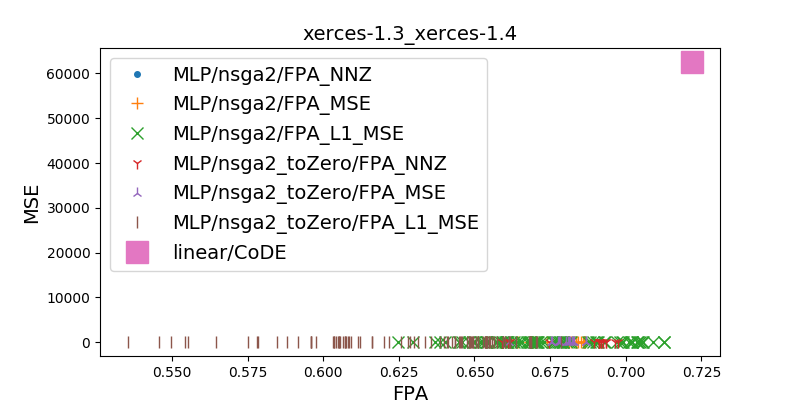 xerces-1.3_xerces-1.4
MSE
60000
50000
40000
30000
20000
10000
0
MLP/nsga2/FPA_NNZ
MLP/nsga2/FPA_MSE
MLP/nsga2/FPA_L1_MSE
MLP/nsga2_toZero/FPA_NNZ
MLP/nsga2_toZero/FPA_MSE
MLP/nsga2_toZero/FPA_L1_MSE
linear/CoDE
0.550 0.575 0.600 0.625 0.650 0.675 0.700 0.725
FPA